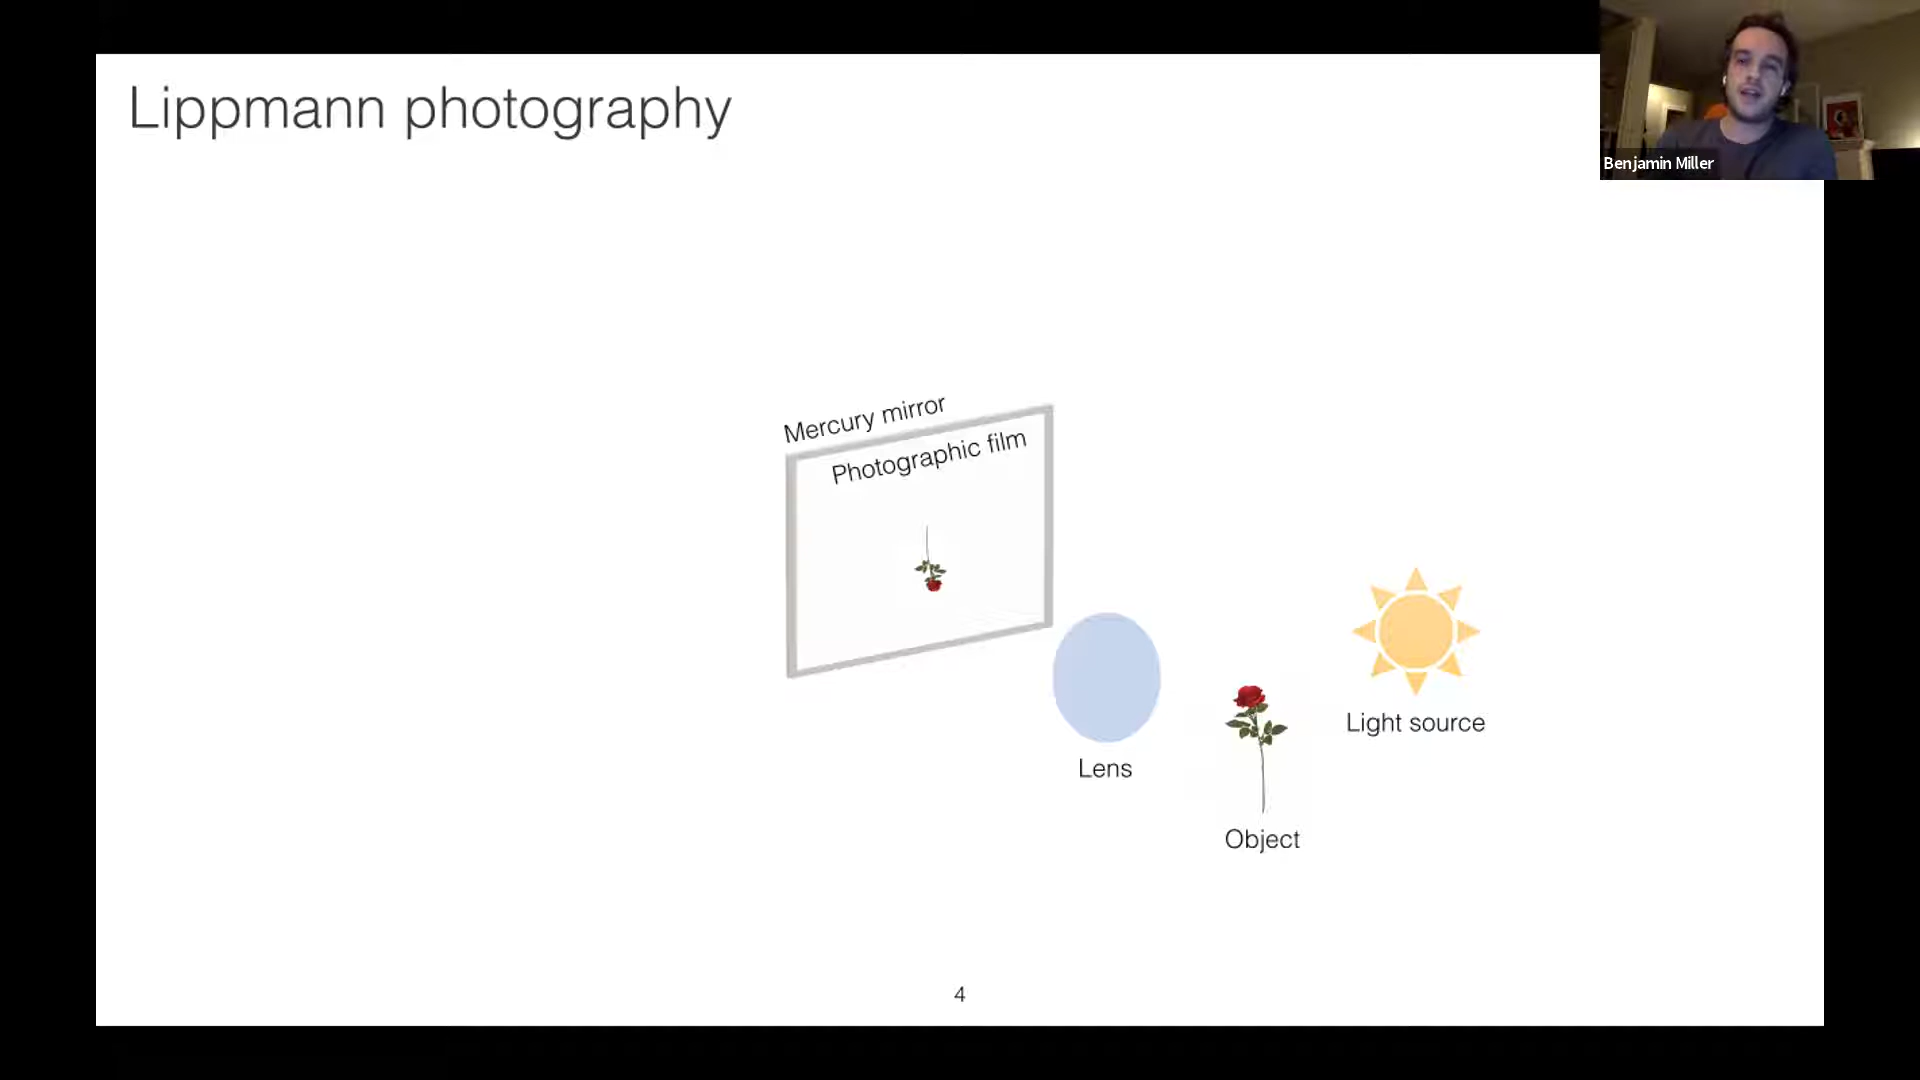 Lippmann photography
Benjamin Miller
Mercury mirror
Photographic film
Light source
Lens
Object
4